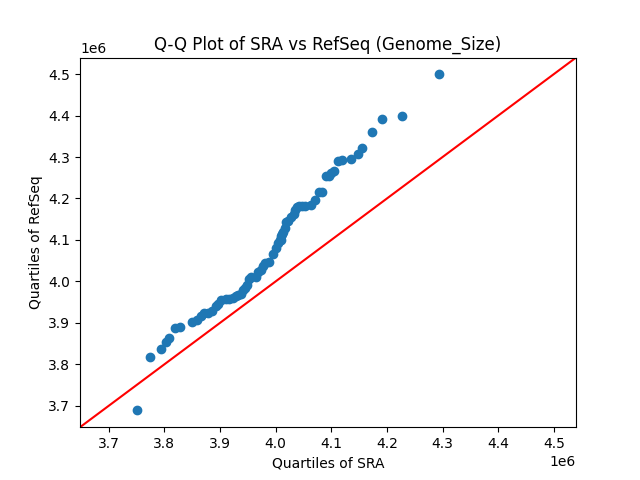 Q-Q Plot of SRA vs RefSeq (Genome_Size)
1e6
4.5
4.4
4.3
4.2
4.1
4.0
3.9
3.8
3.7
Quartiles of RefSeq
3.7 3.8 3.9 4.0 4.1 4.2 4.3 4.4 4.5
Quartiles of SRA
1e6